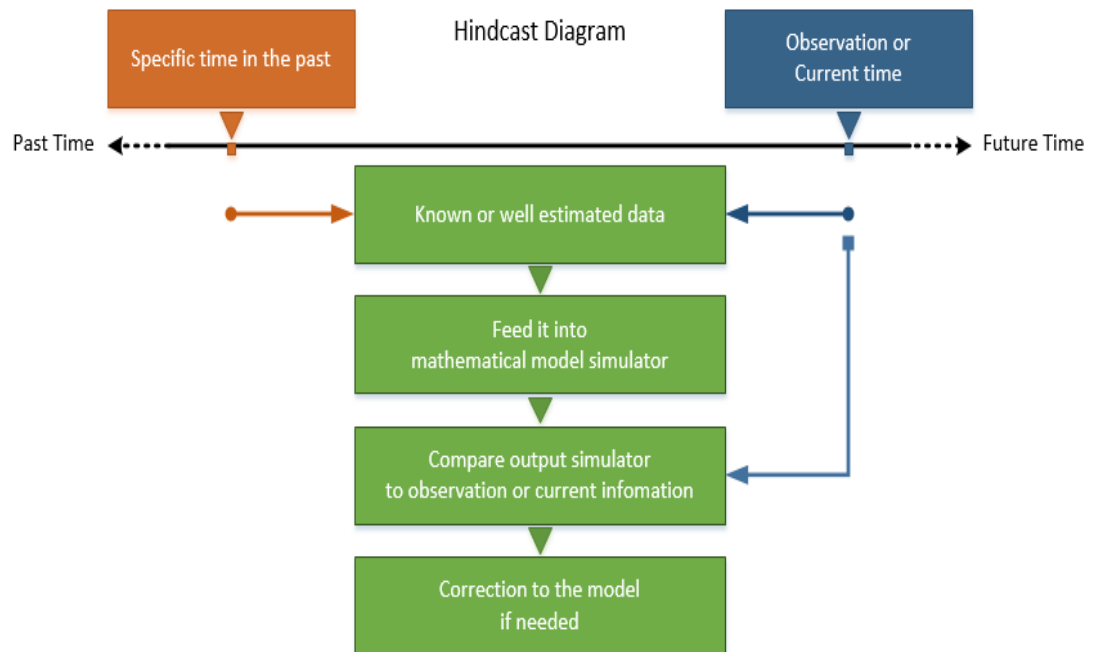 Hindcast Diagram
Specific time in the past
Observation or
Current time
Past Time
Future Time
Known or well estimated data
Feed it into
mathematical model simulator
Compare output simulator
to observation or current infomation
Correction to the model
if needed